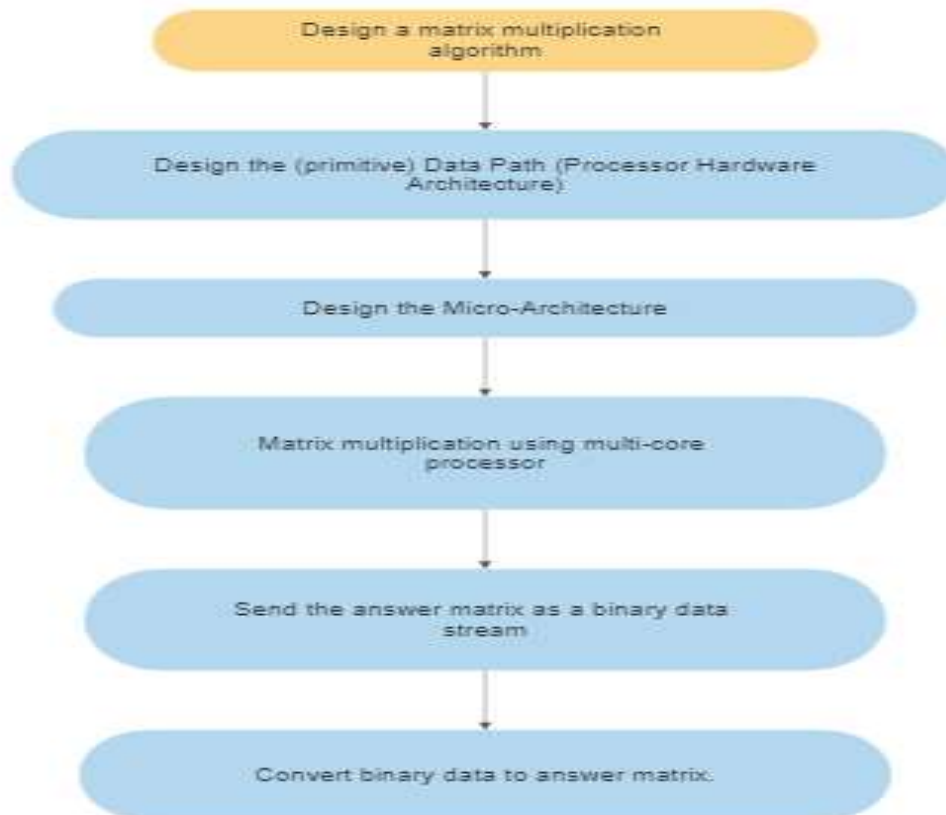 Design a matrix multiplication
algorithm
Design the (primitive) Data Path (Processor Hardware
Architecture)
Design the Micro-Architecture
Matrix multiplication using multi-core
processor
Send the answer matrix as a binary data
stream
Convert binary data to answer matrix.